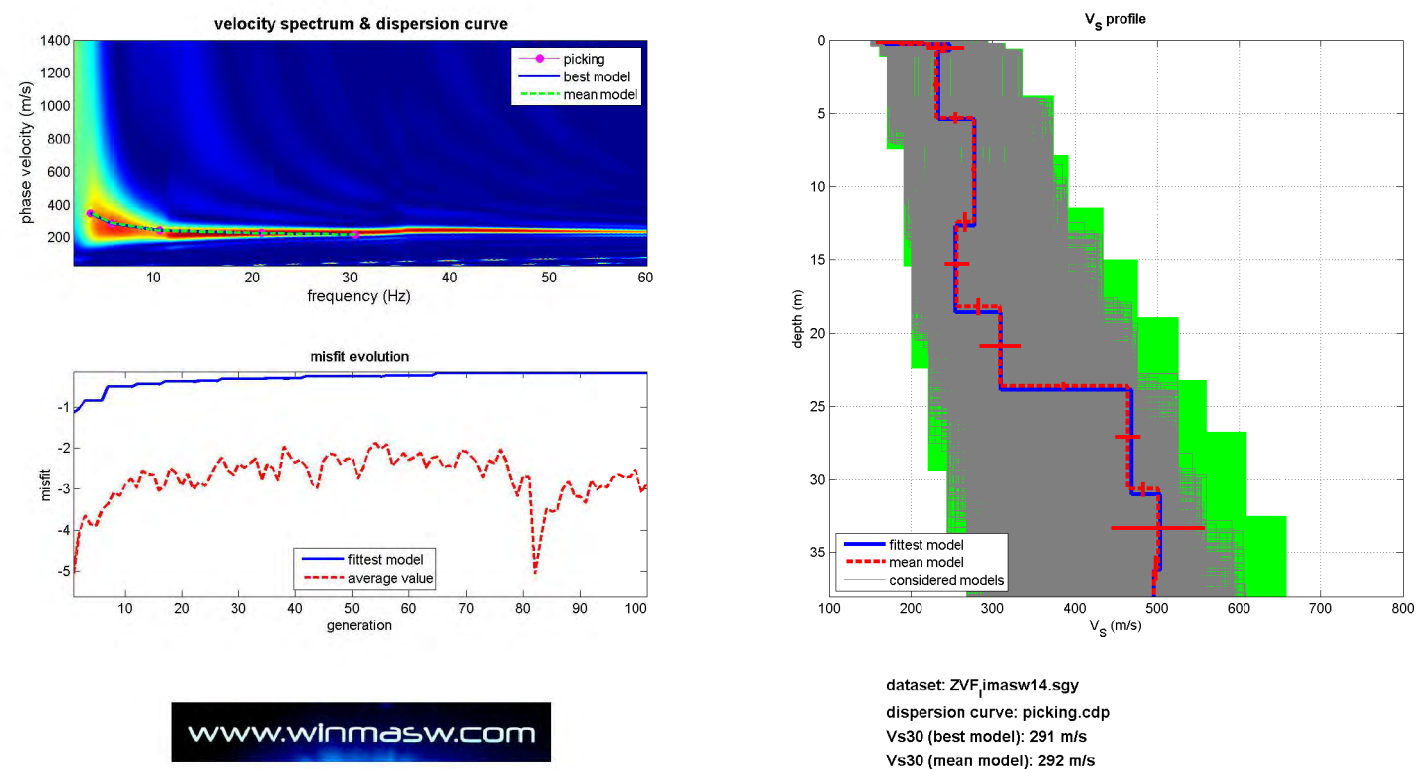 velocity spectrum & dispersion curve
1400
1200
1000
800
600
400
200
phase velocity (m/s)
picking
best model
mean model
10
20
30
40
50
60
frequency (Hz)
misfit evolution
-1
-2
-3
-4
-5
misfit
fittest model
average value
10
20
30
40
50
60
70
80
90
100
generation
www.winmasw.com
VS profile
0
5
10
15
20
25
30
35
depth (m)
fittest model
mean model
considered models
100
200
300
400
500
600
700
800
VS (m/s)
dataset: ZVFlimasw14.sgy
dispersion curve: picking.cdp
Vs30 (best model): 291 m/s
Vs30 (mean model): 292 m/s